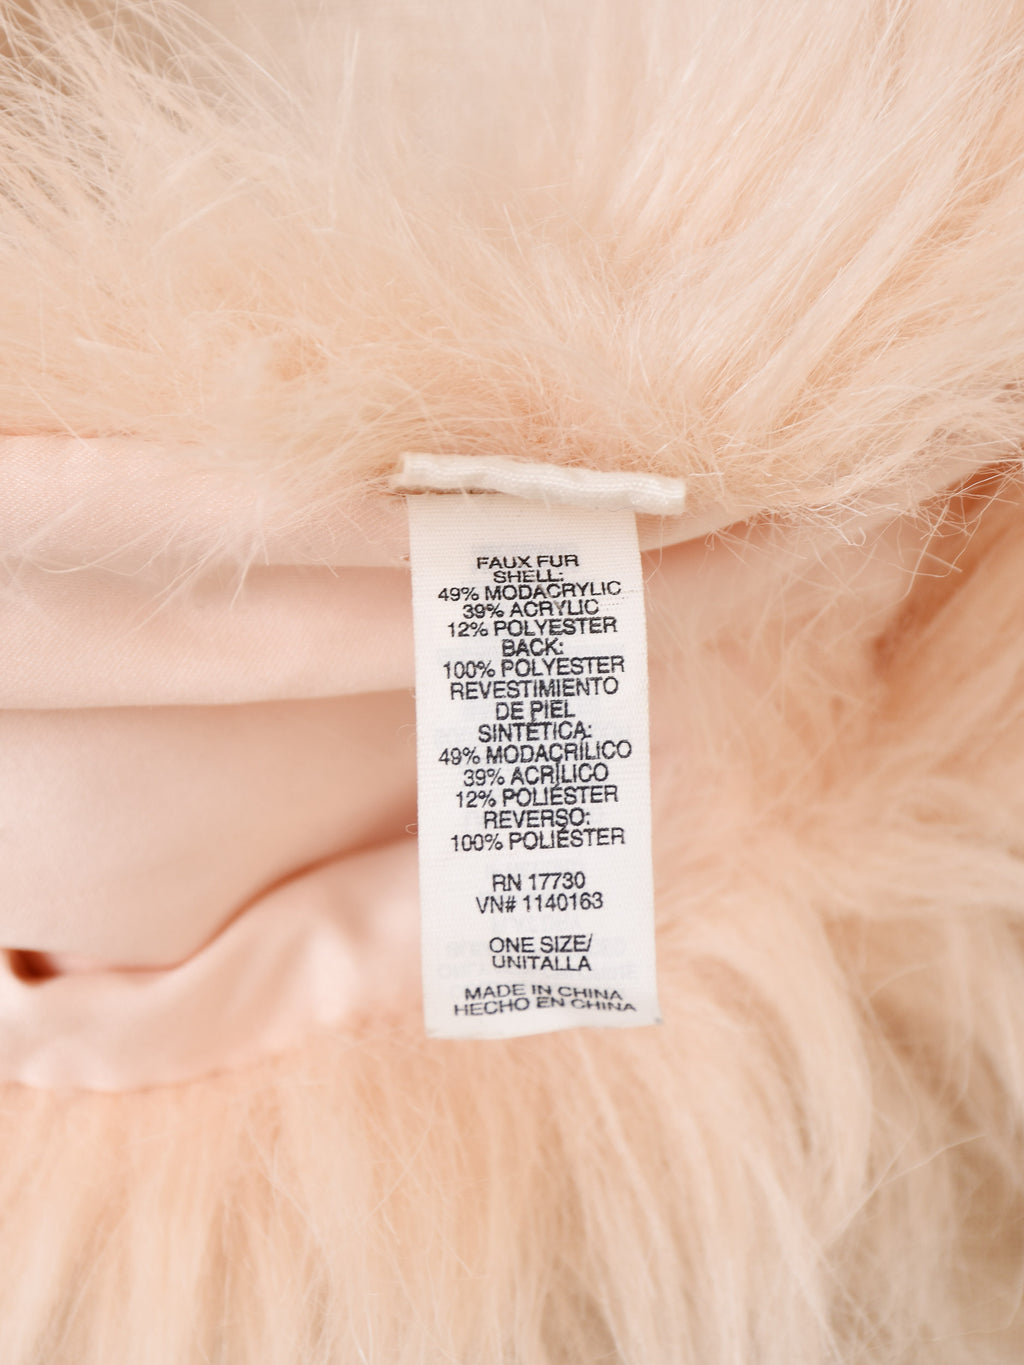 FAUX FUR
SHELL:
49% MODACRYLIC
39% ACRYLIC
12% POLYESTER
BACK:
100% POLYESTER
REVESTIMIENTO
DE PIEL
SINTÉTICA:
49% MODACRÍLICO
39% ACRÍLICO
12% POLIÉSTER
REVERSO:
100% POLIÉSTER
RN 17730
VN# 1140163
ONE SIZE/
UNITALLA
MADE IN CHINA
HECHO EN CHINA